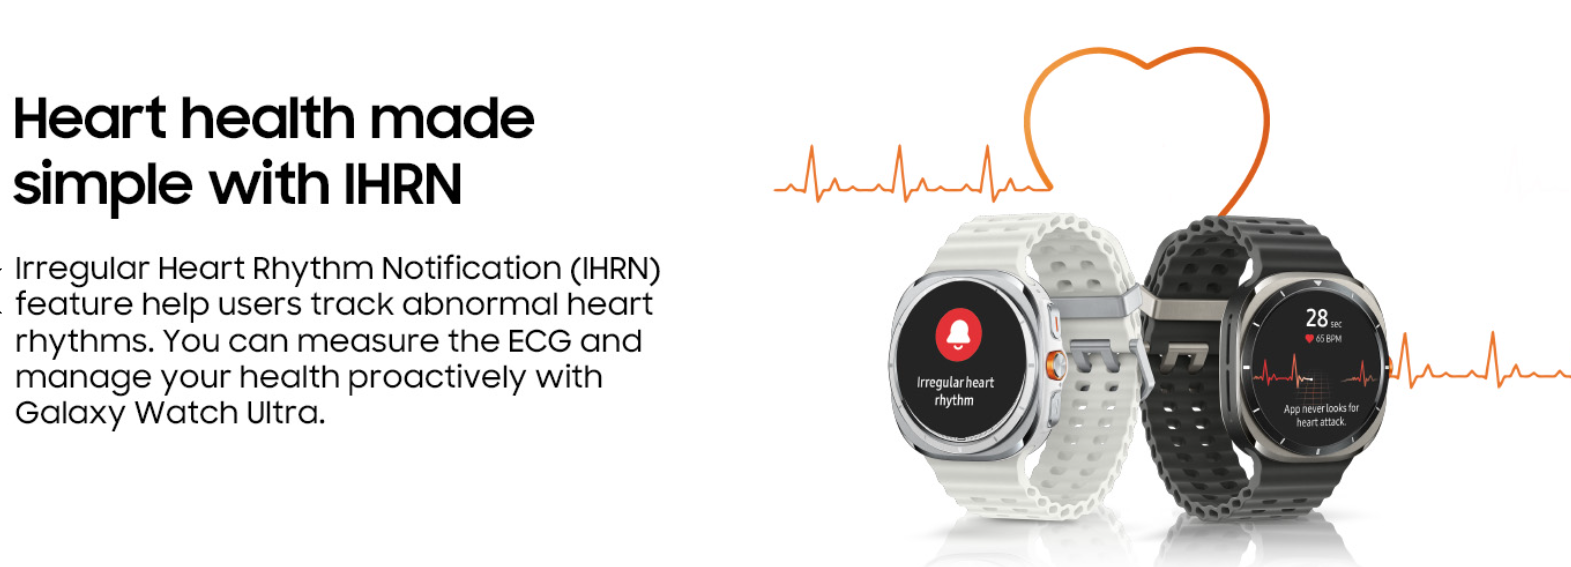 Heart health made
simple with IHRN
Irregular Heart Rhythm Notification (IHRN)
feature help users track abnormal heart
rhythms. You can measure the ECG and
manage your health proactively with
Galaxy Watch Ultra.
Irregular heart
rhythm
28 sec
65 BPM
App never looks for
heart attack.